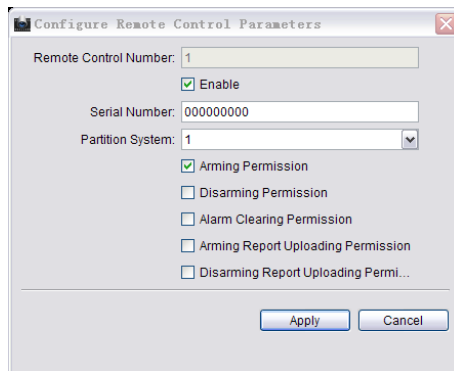 Configure Remote Control Parameters
Remote Control Number: 1
Enable
Serial Number: 000000000
Partition System: 1
Arming Permission
Disarming Permission
Alarm Clearing Permission
Arming Report Uploading Permission
Disarming Report Uploading Permi...
Apply Cancel